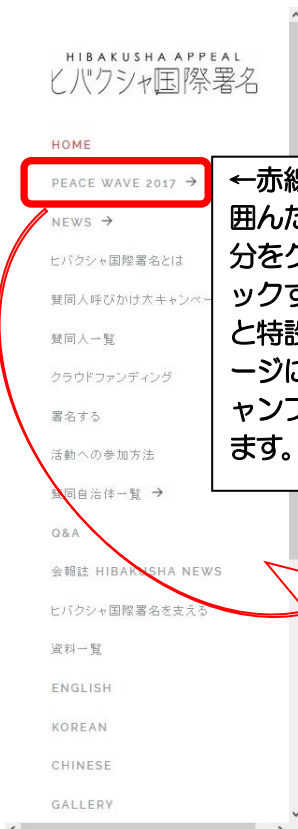 HIBAKUSHA APPEAL
ヒバクシャ国際署名
HOME
PEACE WAVE 2017 →
NEWS →
ヒバクシャ国際署名とは
賛同人呼びかけ大キャンペー
賛同人一覧
クラウドファンディング
署名する
活動への参加方法
賛同自治体一覧 →
Q&A
会報誌 HIBAKUSHA NEWS
ヒバクシャ国際署名を支える
資料一覧
ENGLISH
KOREAN
CHINESE
GALLERY
←赤線
囲んだ
分をク
ックす
と特設
ージに
ャンプ
ます。